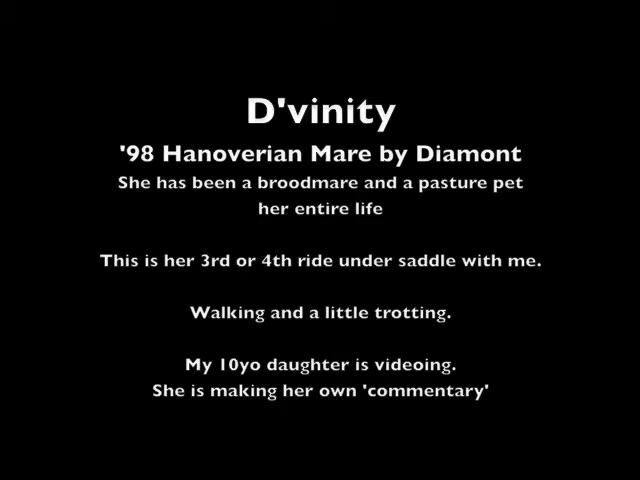 D'vinity
'98 Hanoverian Mare by Diamont
She has been a broodmare and a pasture pet
her entire life
This is her 3rd or 4th ride under saddle with me.
Walking and a little trotting.
My 10yo daughter is videoing.
She is making her own 'commentary'